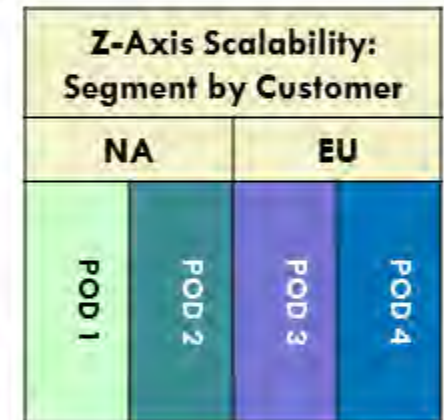 Z-Axis Scalability:
Segment by Customer
NA
EU
POD 1
POD 2
POD 3
POD 4